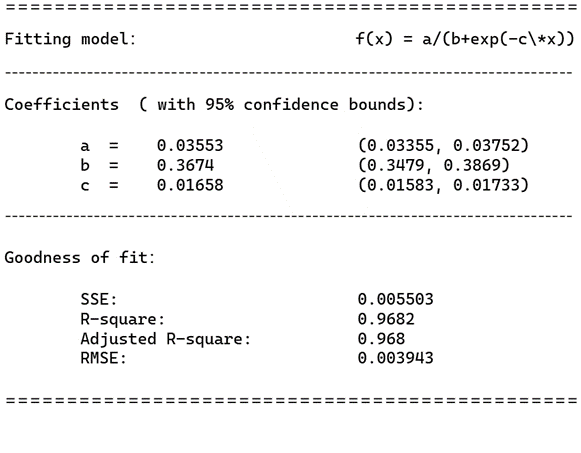 ==============================================
Fitting model: f(x) = a/(b+exp(-c\*x))
----------------------------------------------------------------------------------
Coefficients ( with 95% confidence bounds):
a = 0.03553 (0.03355, 0.03752)
b = 0.3674 (0.3479, 0.3869)
c = 0.01658 (0.01583, 0.01733)
----------------------------------------------------------------------------------
Goodness of fit:
SSE: 0.005503
R-square: 0.9682
Adjusted R-square: 0.968
RMSE: 0.003943
==============================================